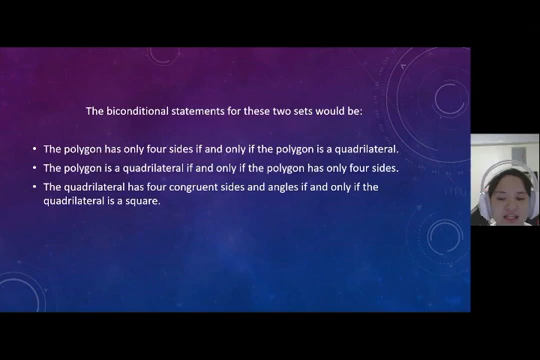 The biconditional statements for these two sets would be:
• The polygon has only four sides if and only if the polygon is a quadrilateral.
• The polygon is a quadrilateral if and only if the polygon has only four sides.
• The quadrilateral has four congruent sides and angles if and only if the
quadrilateral is a square.